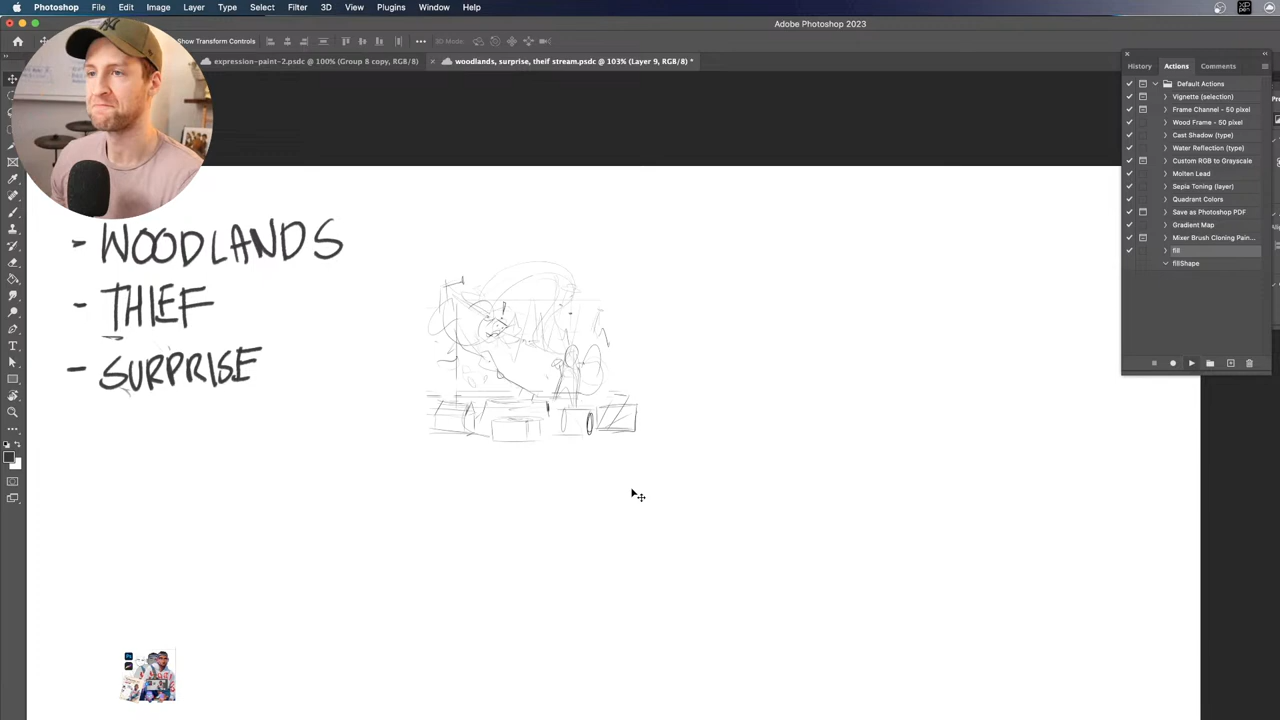 Photoshop File Edit Image Layer Type Select Filter 3D View Plugins Window Help
Adobe Photoshop 2023
Show Transform Controls
3D Mode:
expression-paint-2.psdc @ 100% (Group 8 copy, RGB/8)
woodlands, surprise, theif stream.psdc @ 103% (Layer 9, RGB/8) *
History Actions Comments
Default Actions
Vignette (selection)
Frame Channel - 50 pixel
Wood Frame - 50 pixel
Cast Shadow (type)
Water Reflection (type)
Custom RGB to Grayscale
Molten Lead
Sepia Toning (layer)
Quadrant Colors
Save as Photoshop PDF
Gradient Map
Mixer Brush Cloning Pain...
fill
fillShape
- WOODLANDS
- THIEF
- SURPRISE